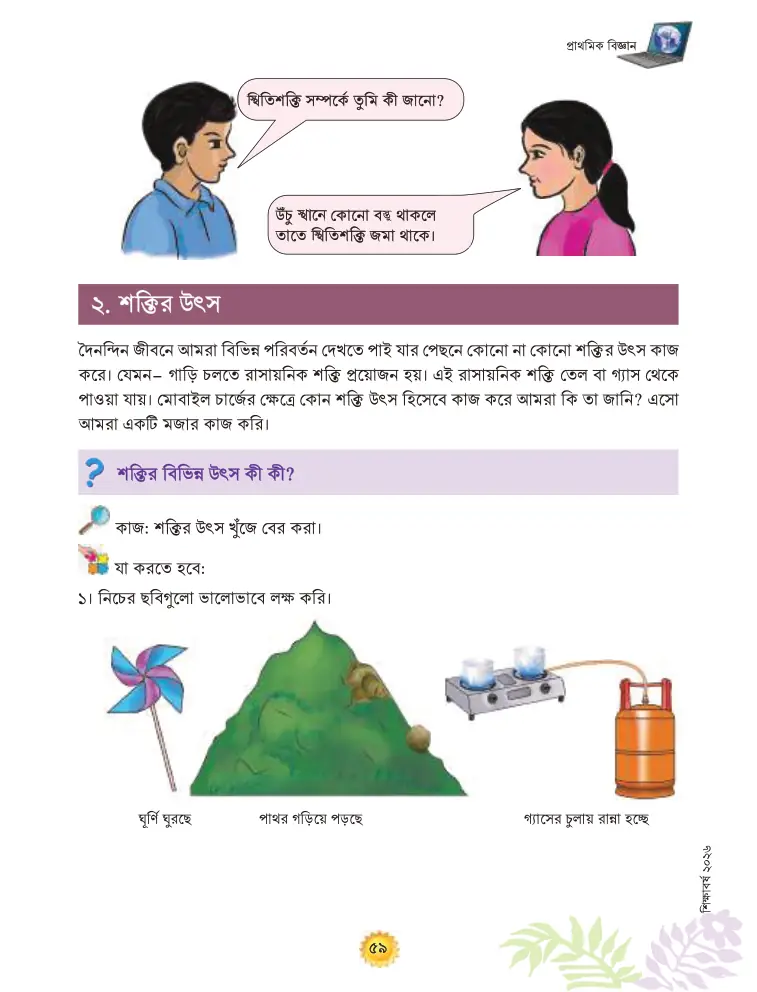 প্রাথমিক বিজ্ঞান
স্থিতিশক্তি সম্পর্কে তুমি কী জানো?
উঁচু স্থানে কোনো বস্তু থাকলে
তাতে স্থিতিশক্তি জমা থাকে।
২. শক্তির উৎস
দৈনন্দিন জীবনে আমরা বিভিন্ন পরিবর্তন দেখতে পাই যার পেছনে কোনো না কোনো শক্তির উৎস কাজ
করে। যেমন– গাড়ি চলতে রাসায়নিক শক্তি প্রয়োজন হয়। এই রাসায়নিক শক্তি তেল বা গ্যাস থেকে
পাওয়া যায়। মোবাইল চার্জের ক্ষেত্রে কোন শক্তি উৎস হিসেবে কাজ করে আমরা কি তা জানি? এসো
আমরা একটি মজার কাজ করি।
? শক্তির বিভিন্ন উৎস কী কী?
কাজ: শক্তির উৎস খুঁজে বের করা।
যা করতে হবে:
১। নিচের ছবিগুলো ভালোভাবে লক্ষ করি।
ঘূর্ণি ঘুরছে
পাথর গড়িয়ে পড়ছে
গ্যাসের চুলায় রান্না হচ্ছে
শিক্ষাবর্ষ ২০২৬
৫৯